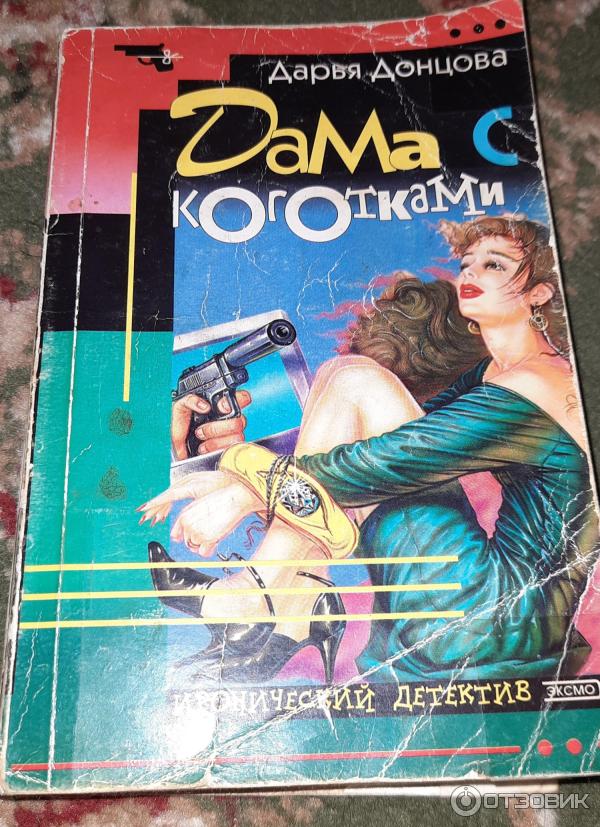 Дарья Донцова
Дама с
коготками
иронический детектив
ЭКСМО
ОТЗОВИК